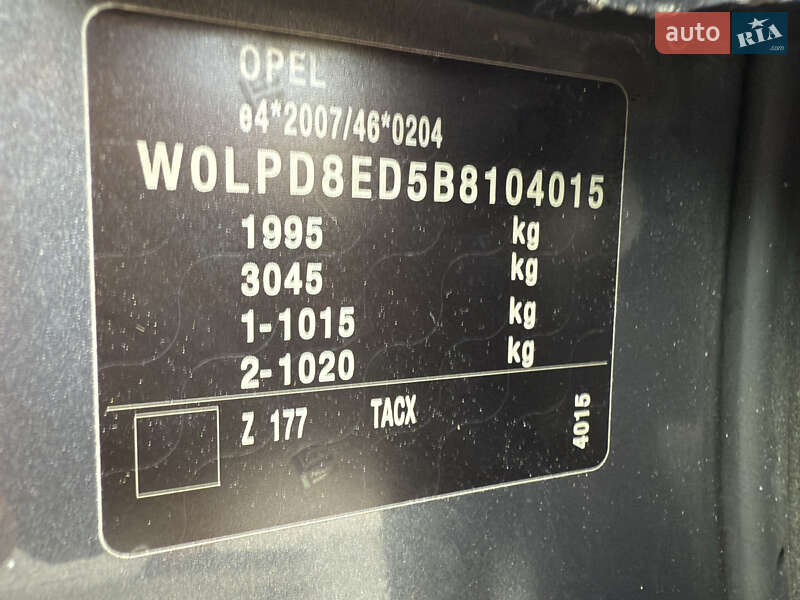 auto RIA .com
OPEL
e4*2007/46*0204
W0LPD8ED5B8104015
1995 kg
3045 kg
1-1015 kg
2-1020 kg
Z 177 TACX 4015